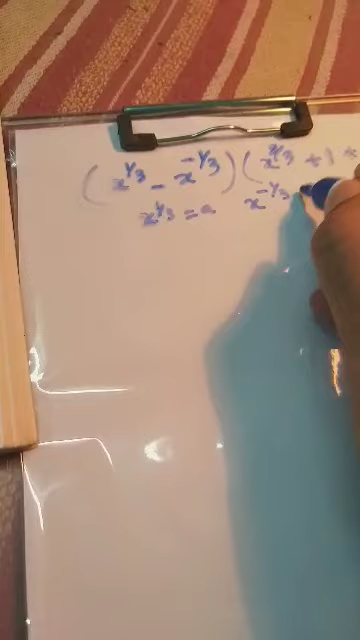 (x^1/3 - x^-1/3)(x^2/3 + 1 +
x^1/3 = a x^-1/3